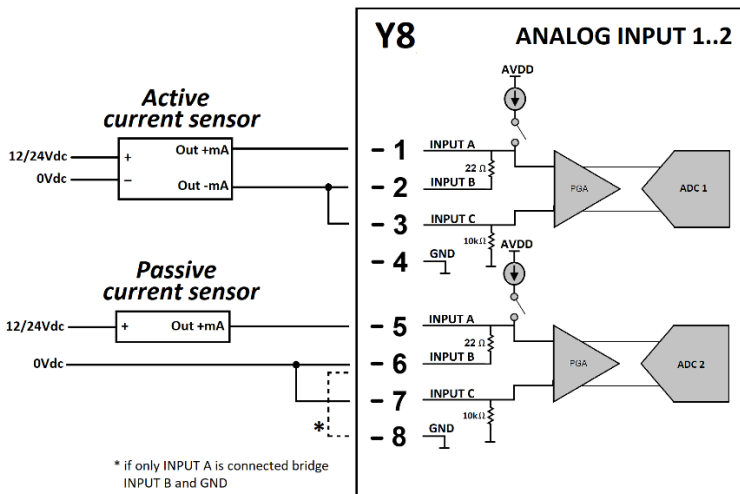 Y8
ANALOG INPUT 1..2
AVDD
Active
current sensor
12/24Vdc
+
Out +mA
0Vdc
–
Out -mA
- 1
INPUT A
22 Ω
- 2
INPUT B
- 3
INPUT C
10kΩ
- 4
GND
PGA
ADC 1
AVDD
Passive
current sensor
12/24Vdc
+
Out +mA
0Vdc
- 5
INPUT A
22 Ω
- 6
INPUT B
- 7
INPUT C
10kΩ
- 8
GND
PGA
ADC 2
*
* if only INPUT A is connected bridge
INPUT B and GND